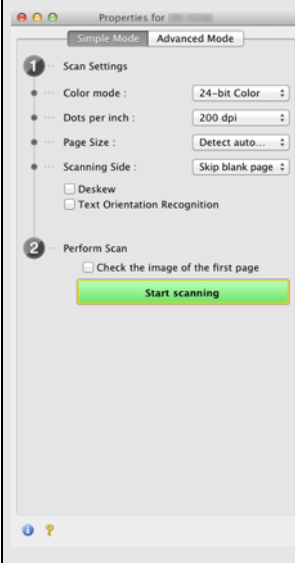 Properties for
Simple Mode Advanced Mode
1 Scan Settings
Color mode : 24-bit Color
Dots per inch : 200 dpi
Page Size : Detect auto...
Scanning Side : Skip blank page
Deskew
Text Orientation Recognition
2 Perform Scan
Check the image of the first page
Start scanning
i ?